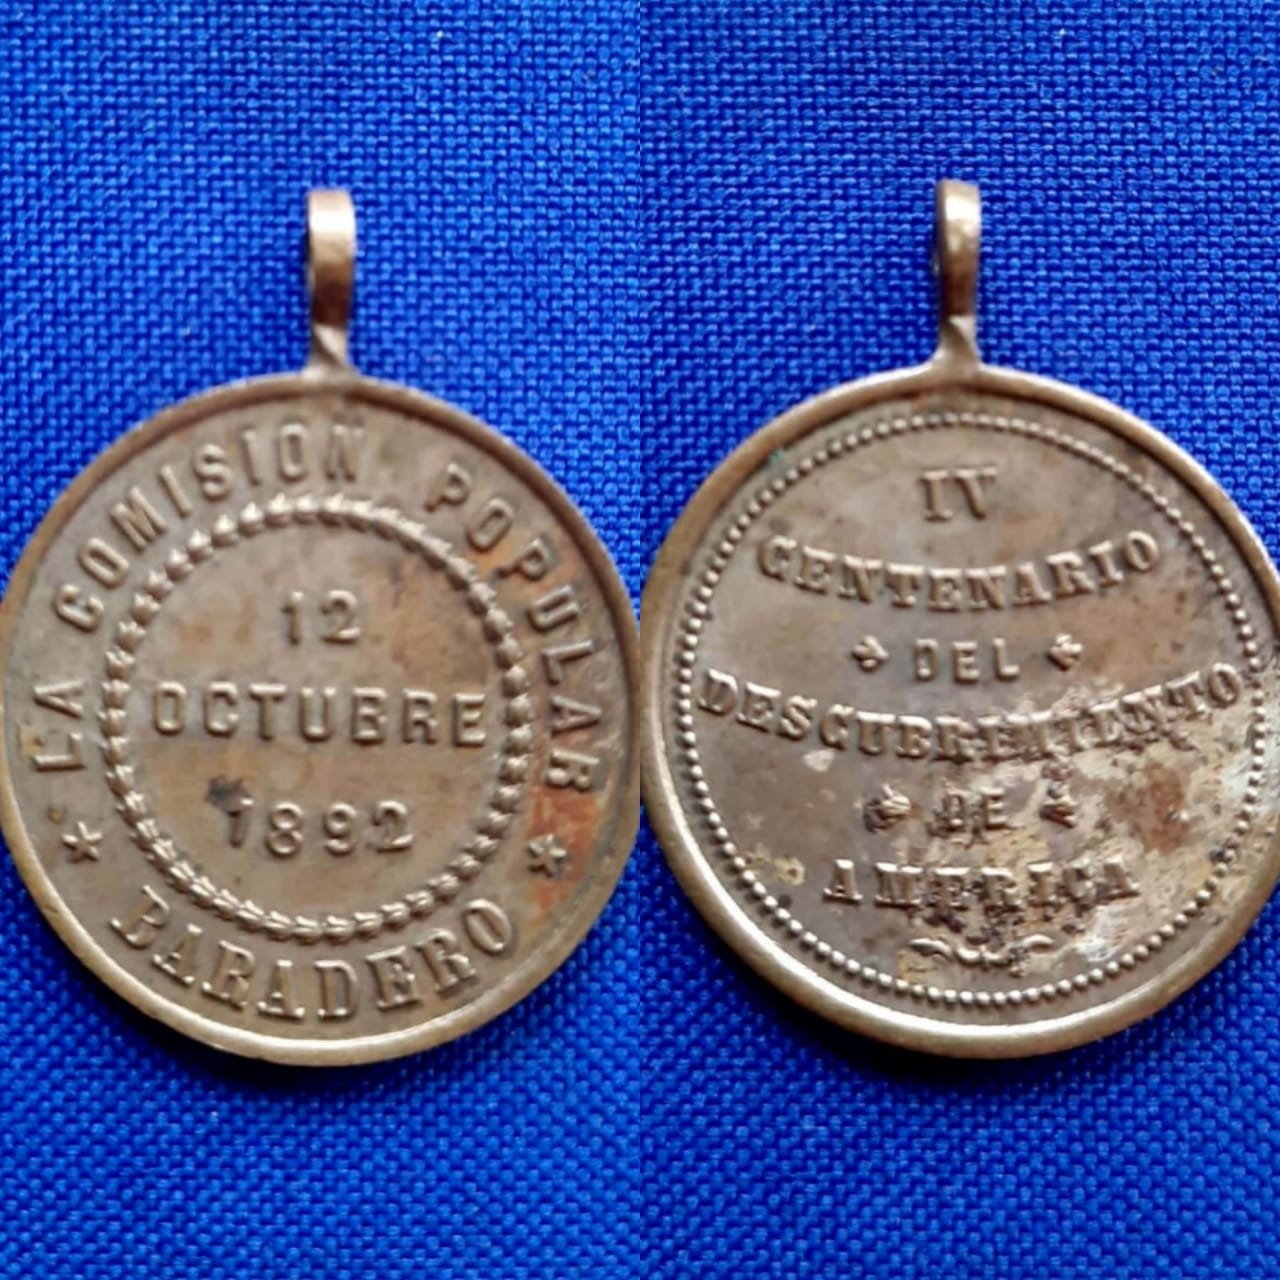 LA COMISION POPULAR
12
OCTUBRE
1892
BARADERO
IV
CENTENARIO
DEL
DESCUBRIMIENTO
DE
AMERICA